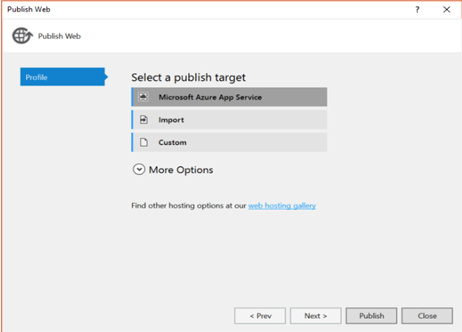 Publish Web
?
Publish Web
Profile
Select a publish target
Microsoft Azure App Service
Import
Custom
More Options
Find other hosting options at our web hosting gallery
< Prev
Next >
Publish
Close